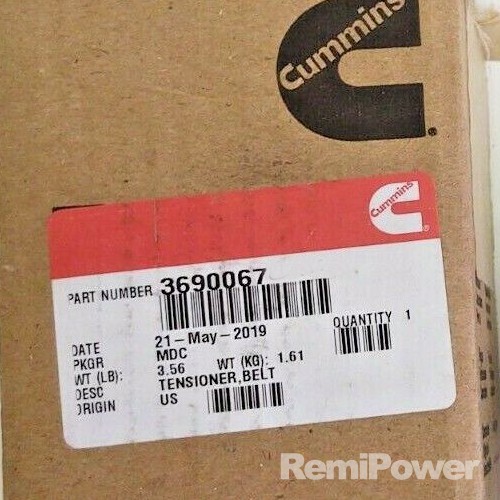 Cummins
®
Cummins
®
PART NUMBER 3690067
DATE 21-May-2019 QUANTITY 1
PKGR MDC
WT (LB): 3.56 WT (KG): 1.61
DESC TENSIONER,BELT
ORIGIN US
RemiPower